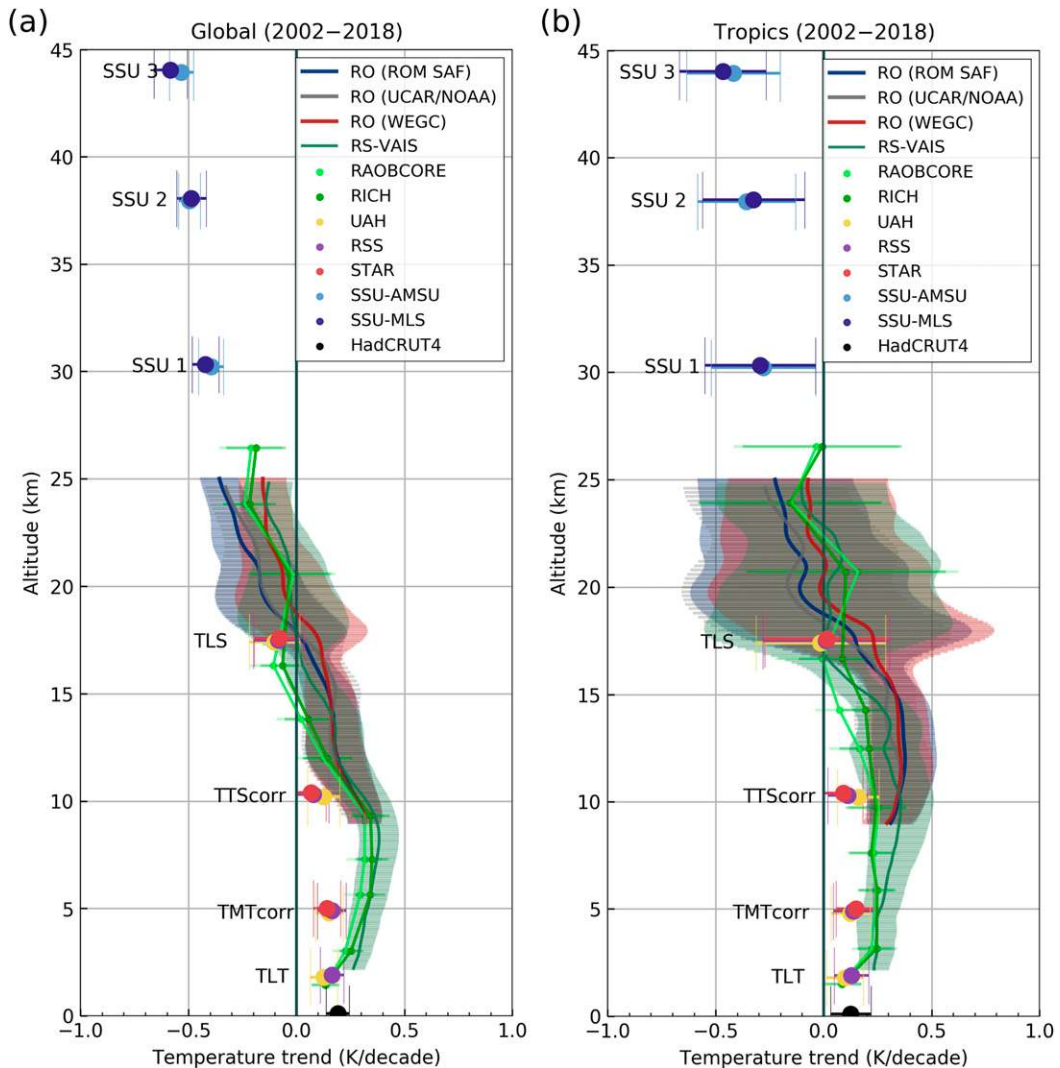 (a)
Global (2002−2018)
45
40
35
30
25
20
15
10
5
0
Altitude (km)
SSU 3
SSU 2
SSU 1
TLS
TTScorr
TMTcorr
TLT
RO (ROM SAF)
RO (UCAR/NOAA)
RO (WEGC)
RS-VAIS
RAOBCORE
RICH
UAH
RSS
STAR
SSU-AMSU
SSU-MLS
HadCRUT4
−1.0 −0.5 0.0 0.5 1.0
Temperature trend (K/decade)
(b)
Tropics (2002−2018)
45
40
35
30
25
20
15
10
5
0
Altitude (km)
SSU 3
SSU 2
SSU 1
TLS
TTScorr
TMTcorr
TLT
RO (ROM SAF)
RO (UCAR/NOAA)
RO (WEGC)
RS-VAIS
RAOBCORE
RICH
UAH
RSS
STAR
SSU-AMSU
SSU-MLS
HadCRUT4
−1.0 −0.5 0.0 0.5 1.0
Temperature trend (K/decade)